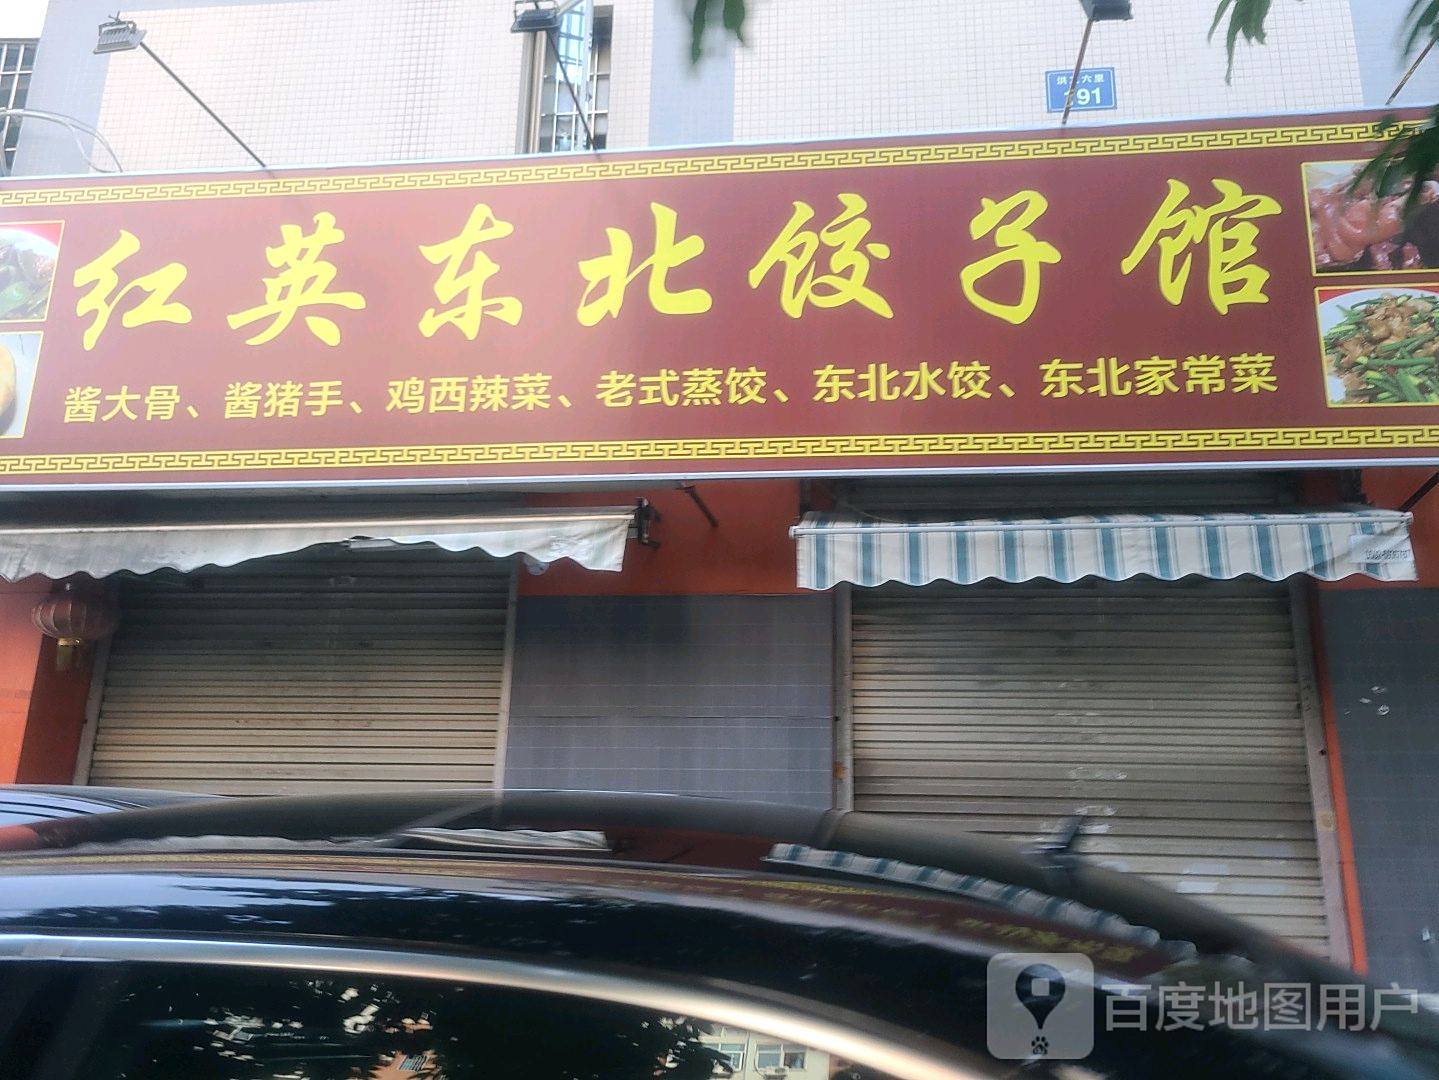 191
红英东北饺子馆
酱大骨、酱猪手、鸡西辣菜、老式蒸饺、东北水饺、东北家常菜
百度地图用户